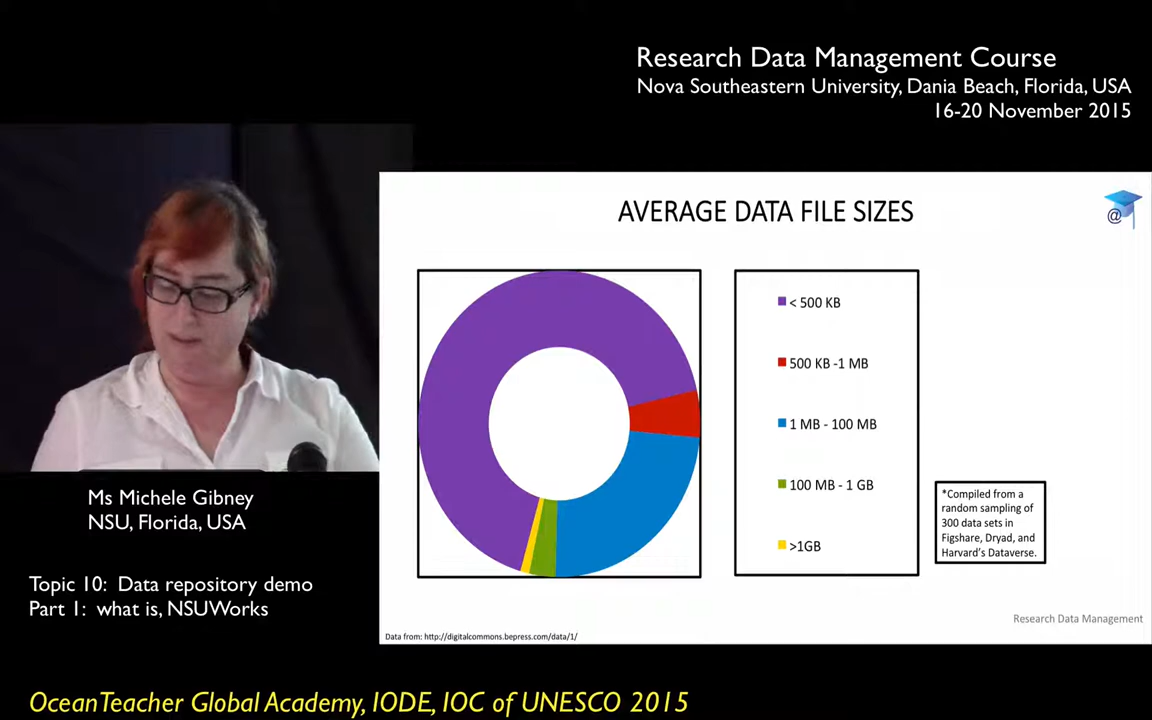 Research Data Management Course
Nova Southeastern University, Dania Beach, Florida, USA
16-20 November 2015
AVERAGE DATA FILE SIZES
@
< 500 KB
500 KB -1 MB
1 MB - 100 MB
100 MB - 1 GB
>1GB
*Compiled from a
random sampling of
300 data sets in
Figshare, Dryad, and
Harvard's Dataverse.
Research Data Management
Data from: http://digitalcommons.bepress.com/data/1/
Ms Michele Gibney
NSU, Florida, USA
Topic 10: Data repository demo
Part 1: what is, NSUWorks
OceanTeacher Global Academy, IODE, IOC of UNESCO 2015